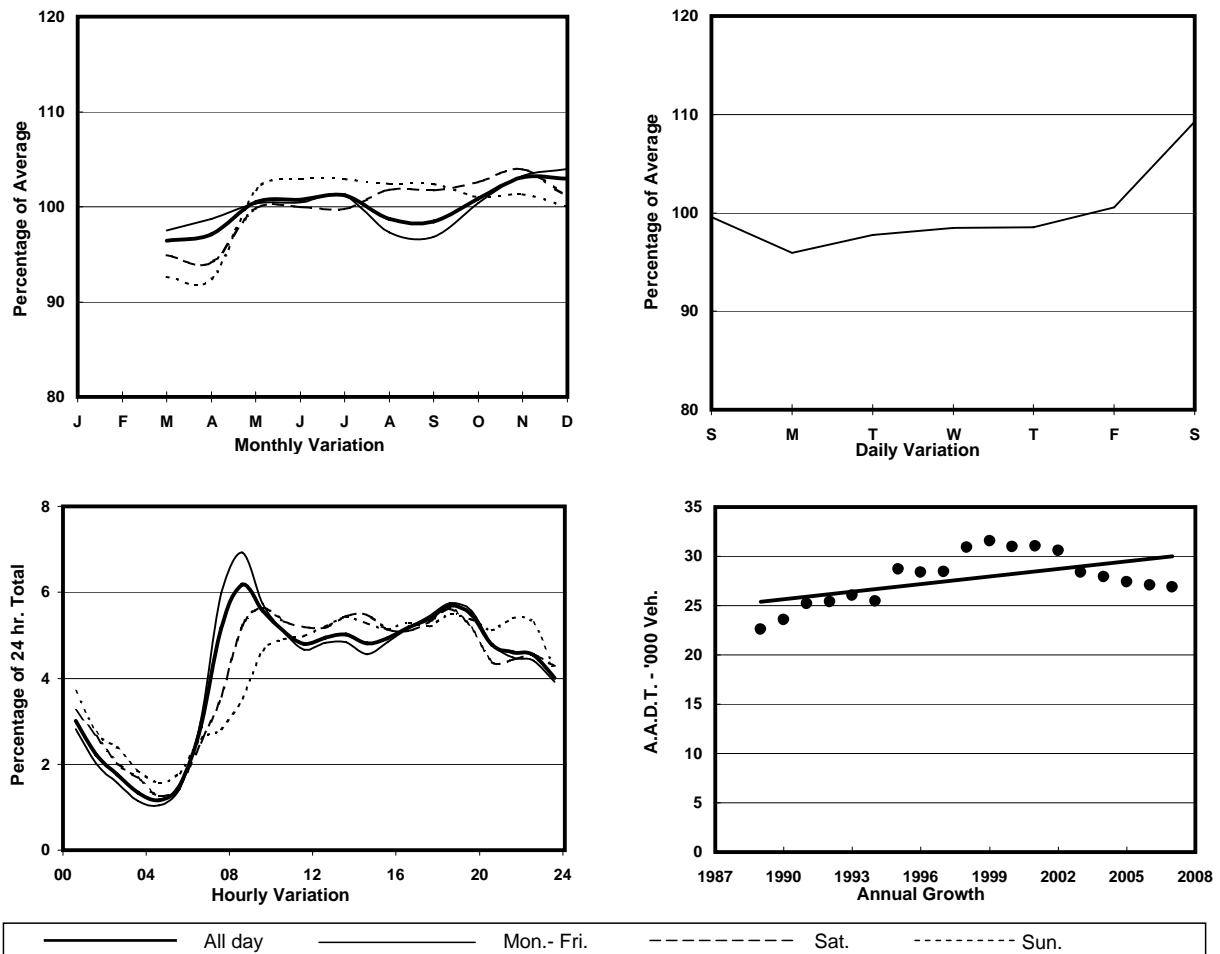 120
110
100
90
80
Percentage of Average
J F M A M J J A S O N D
Monthly Variation
120
110
100
90
80
Percentage of Average
S M T W T F S
Daily Variation
8
6
4
2
0
Percentage of 24 hr. Total
00 04 08 12 16 20 24
Hourly Variation
35
30
25
20
15
10
5
0
A.A.D.T. - '000 Veh.
1987 1990 1993 1996 1999 2002 2005 2008
Annual Growth
All day Mon.- Fri. Sat. Sun.